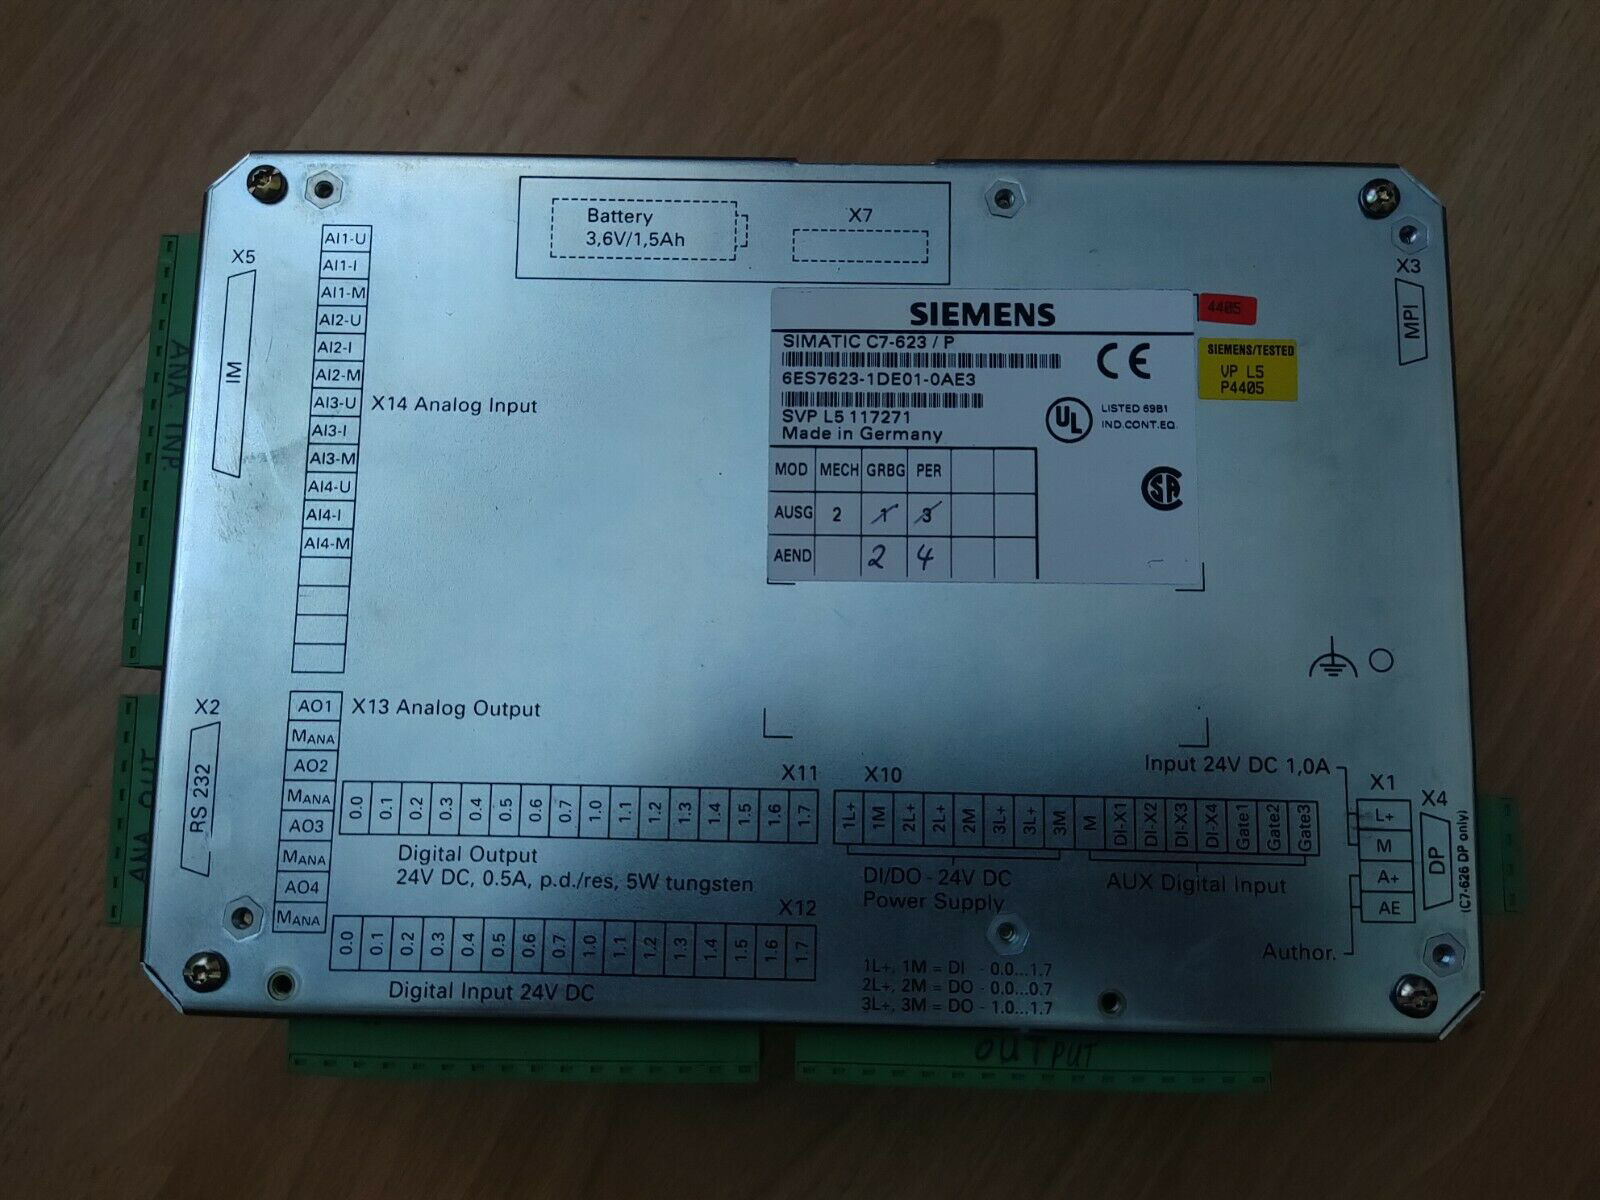 Battery
3,6V/1,5Ah
X7
X5
IM
AI1-U
AI1-I
AI1-M
AI2-U
AI2-I
AI2-M
AI3-U
AI3-I
AI3-M
AI4-U
AI4-I
AI4-M
X14 Analog Input
ANA. INP.
X3
MPI
SIEMENS
SIMATIC C7-623 / P
6ES7623-1DE01-0AE3
SVP L5 117271
Made in Germany
CE
UL
LISTED 69B1
IND.CONT.EQ.
SA
MOD MECH GRBG PER
AUSG 2 1 3
AEND 2 4
4405
SIEMENS/TESTED
VP L5
P4405
X2
RS 232
ANA OUT
AO1
MANA
AO2
MANA
AO3
MANA
AO4
MANA
X13 Analog Output
X11
0.0 0.1 0.2 0.3 0.4 0.5 0.6 0.7 1.0 1.1 1.2 1.3 1.4 1.5 1.6 1.7
Digital Output
24V DC, 0.5A, p.d./res, 5W tungsten
X12
0.0 0.1 0.2 0.3 0.4 0.5 0.6 0.7 1.0 1.1 1.2 1.3 1.4 1.5 1.6 1.7
Digital Input 24V DC
X10
1L+ 1M 2L+ 2L+ 2M 3L+ 3L+ 3M M DI-X1 DI-X2 DI-X3 DI-X4 Gate1 Gate2 Gate3
DI/DO - 24V DC
Power Supply
AUX Digital Input
1L+, 1M = DI - 0.0...1.7
2L+, 2M = DO - 0.0...0.7
3L+, 3M = DO - 1.0...1.7
Input 24V DC 1,0A
X1
L+
M
A+
AE
Author.
X4
DP
(C7-626 DP only)
OUTPUT